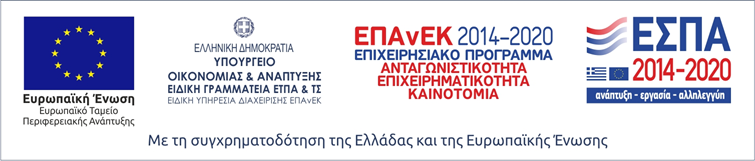 Ευρωπαϊκή Ένωση
Ευρωπαϊκό Ταμείο
Περιφερειακής Ανάπτυξης
ΕΛΛΗΝΙΚΗ ΔΗΜΟΚΡΑΤΙΑ
ΥΠΟΥΡΓΕΙΟ
ΟΙΚΟΝΟΜΙΑΣ & ΑΝΑΠΤΥΞΗΣ
ΕΙΔΙΚΗ ΓΡΑΜΜΑΤΕΙΑ ΕΤΠΑ & ΤΣ
ΕΙΔΙΚΗ ΥΠΗΡΕΣΙΑ ΔΙΑΧΕΙΡΙΣΗΣ ΕΠΑνΕΚ
ΕΠΑνΕΚ 2014-2020
ΕΠΙΧΕΙΡΗΣΙΑΚΟ ΠΡΟΓΡΑΜΜΑ
ΑΝΤΑΓΩΝΙΣΤΙΚΟΤΗΤΑ
ΕΠΙΧΕΙΡΗΜΑΤΙΚΟΤΗΤΑ
ΚΑΙΝΟΤΟΜΙΑ
ΕΣΠΑ
2014-2020
ανάπτυξη - εργασία - αλληλεγγύη
Με τη συγχρηματοδότηση της Ελλάδας και της Ευρωπαϊκής Ένωσης